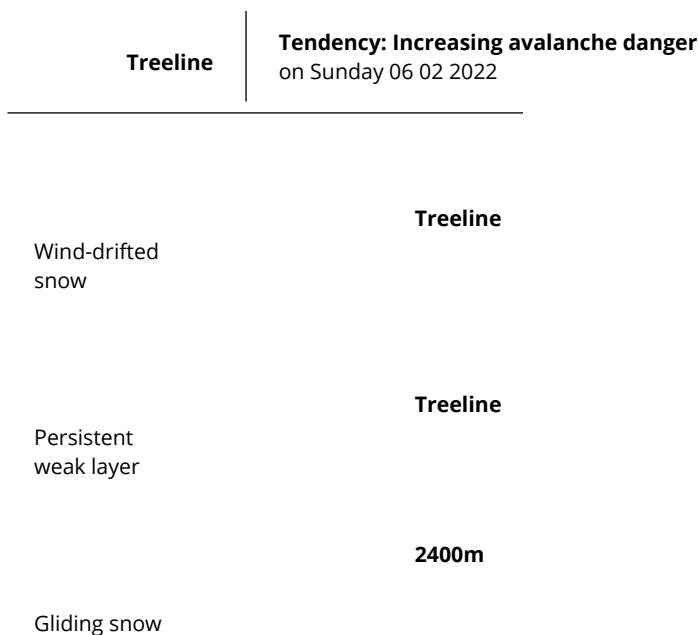 Treeline
Tendency: Increasing avalanche danger
on Sunday 06 02 2022
Treeline
Wind-drifted
snow
Treeline
Persistent
weak layer
2400m
Gliding snow